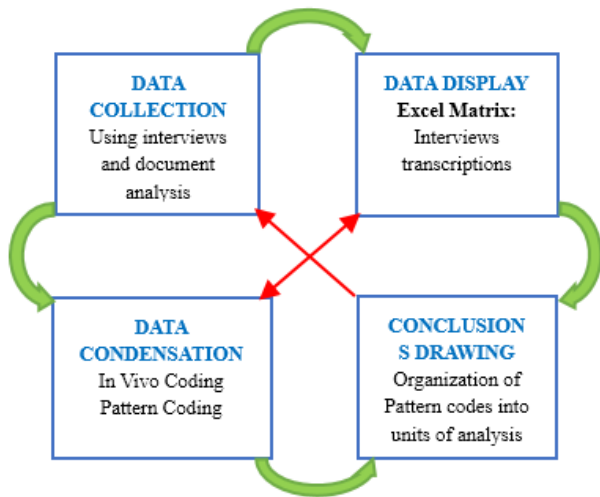 DATA
COLLECTION
Using interviews
and document
analysis
DATA DISPLAY
Excel Matrix:
Interviews
transcriptions
DATA
CONDENSATION
In Vivo Coding
Pattern Coding
CONCLUSION
S DRAWING
Organization of
Pattern codes into
units of analysis